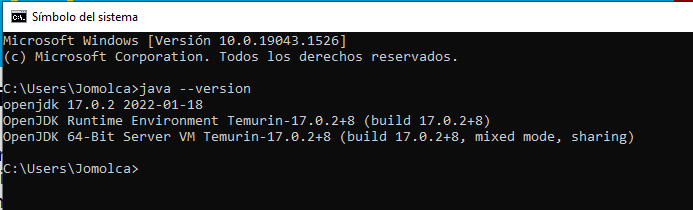 Símbolo del sistema
Microsoft Windows [Versión 10.0.19043.1526]
(c) Microsoft Corporation. Todos los derechos reservados.
C:\Users\Jomolca>java --version
openjdk 17.0.2 2022-01-18
OpenJDK Runtime Environment Temurin-17.0.2+8 (build 17.0.2+8)
OpenJDK 64-Bit Server VM Temurin-17.0.2+8 (build 17.0.2+8, mixed mode, sharing)
C:\Users\Jomolca>